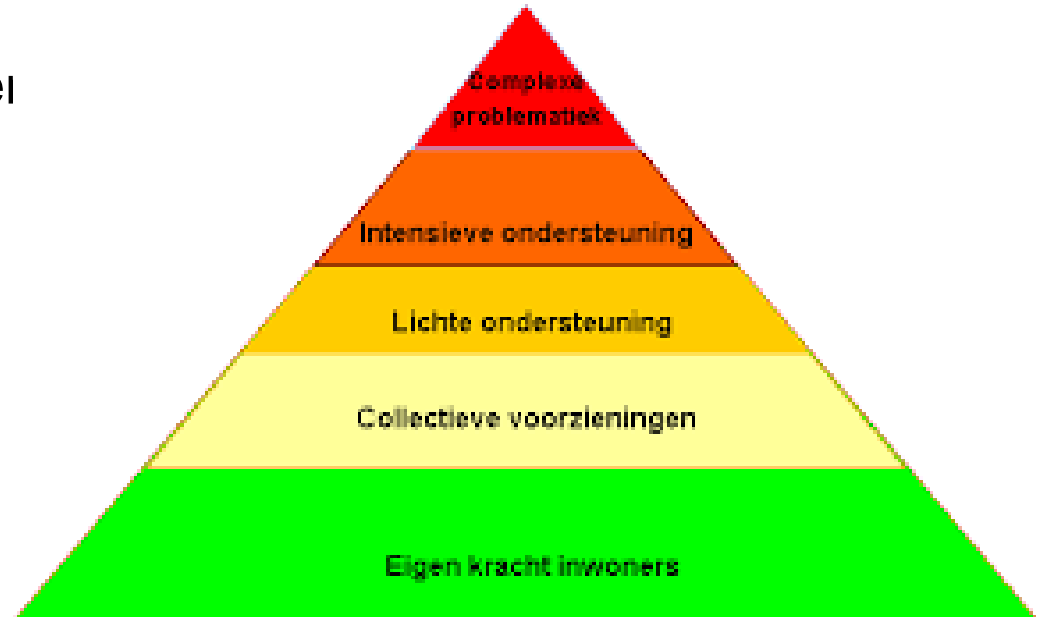 Complexe
problematiek
Intensieve ondersteuning
Lichte ondersteuning
Collectieve voorzieningen
Eigen kracht inwoners